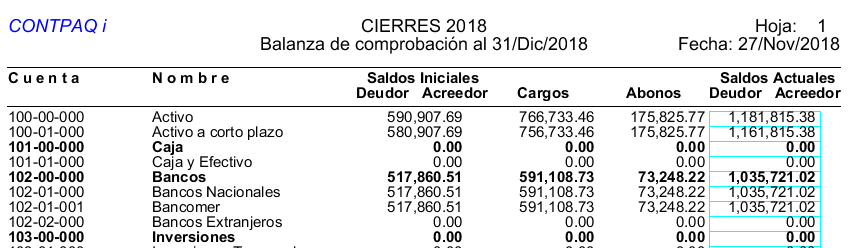 CONTPAQ i CIERRES 2018 Hoja: 1
Balanza de comprobación al 31/Dic/2018 Fecha: 27/Nov/2018
Cuenta Nombre Saldos Iniciales Saldos Actuales
Deudor Acreedor Cargos Abonos Deudor Acreedor
100-00-000 Activo 590,907.69 766,733.46 175,825.77 1,181,815.38
100-01-000 Activo a corto plazo 580,907.69 756,733.46 175,825.77 1,161,815.38
101-00-000 Caja 0.00 0.00 0.00 0.00
101-01-000 Caja y Efectivo 0.00 0.00 0.00 0.00
102-00-000 Bancos 517,860.51 591,108.73 73,248.22 1,035,721.02
102-01-000 Bancos Nacionales 517,860.51 591,108.73 73,248.22 1,035,721.02
102-01-001 Bancomer 517,860.51 591,108.73 73,248.22 1,035,721.02
102-02-000 Bancos Extranjeros 0.00 0.00 0.00 0.00
103-00-000 Inversiones 0.00 0.00 0.00 0.00